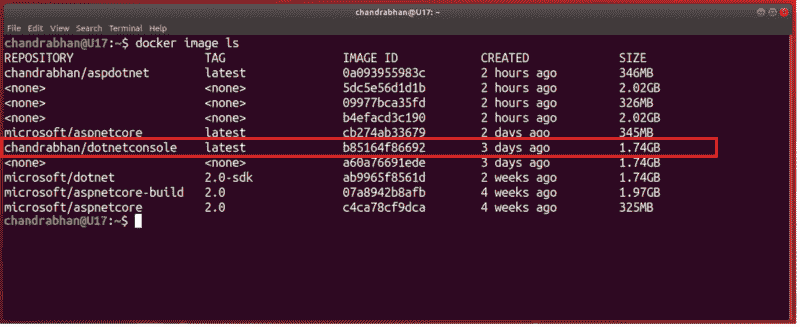 chandrabhan@U17: ~
File Edit View Search Terminal Help
chandrabhan@U17:~$ docker image ls
REPOSITORY TAG IMAGE ID CREATED SIZE
chandrabhan/aspdotnet latest 0a093955983c 2 hours ago 346MB
<none> <none> 5dc5e56d1d1b 2 hours ago 2.02GB
<none> <none> 09977bca35fd 2 hours ago 326MB
<none> <none> b4efacd3c190 2 hours ago 2.02GB
microsoft/aspnetcore latest cb274ab33679 2 days ago 345MB
chandrabhan/dotnetconsole latest b85164f86692 3 days ago 1.74GB
<none> <none> a60a76691ede 3 days ago 1.74GB
microsoft/dotnet 2.0-sdk ab9965f8561d 2 weeks ago 1.74GB
microsoft/aspnetcore-build 2.0 07a8942b8afb 4 weeks ago 1.97GB
microsoft/aspnetcore 2.0 c4ca78cf9dca 4 weeks ago 325MB
chandrabhan@U17:~$